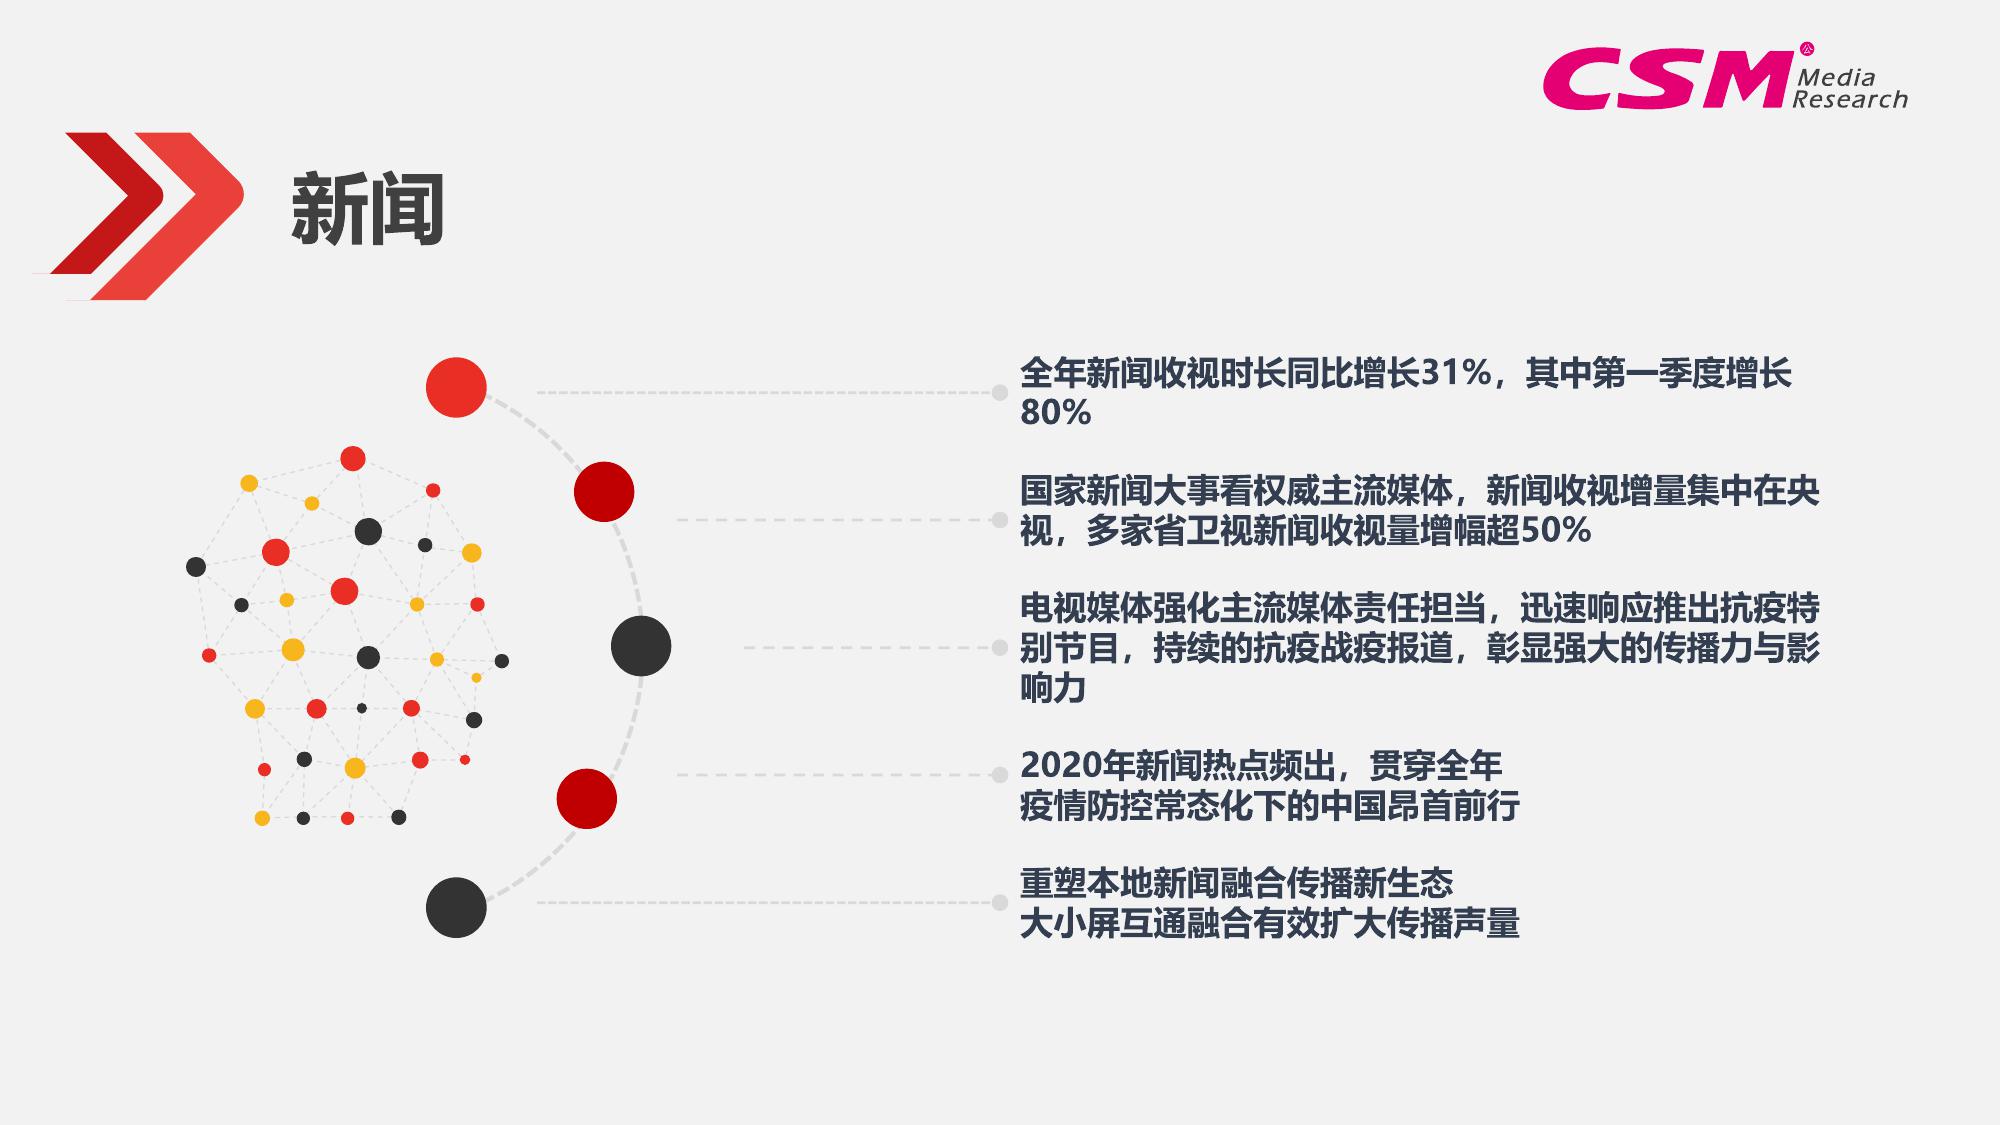 CSM
Media
Research
新闻
全年新闻收视时长同比增长31%，其中第一季度增长
80%
国家新闻大事看权威主流媒体，新闻收视增量集中在央
视，多家省卫视新闻收视量增幅超50%
电视媒体强化主流媒体责任担当，迅速响应推出抗疫特
别节目，持续的抗疫战疫报道，彰显强大的传播力与影
响力
2020年新闻热点频出，贯穿全年
疫情防控常态化下的中国昂首前行
重塑本地新闻融合传播新生态
大小屏互通融合有效扩大传播声量